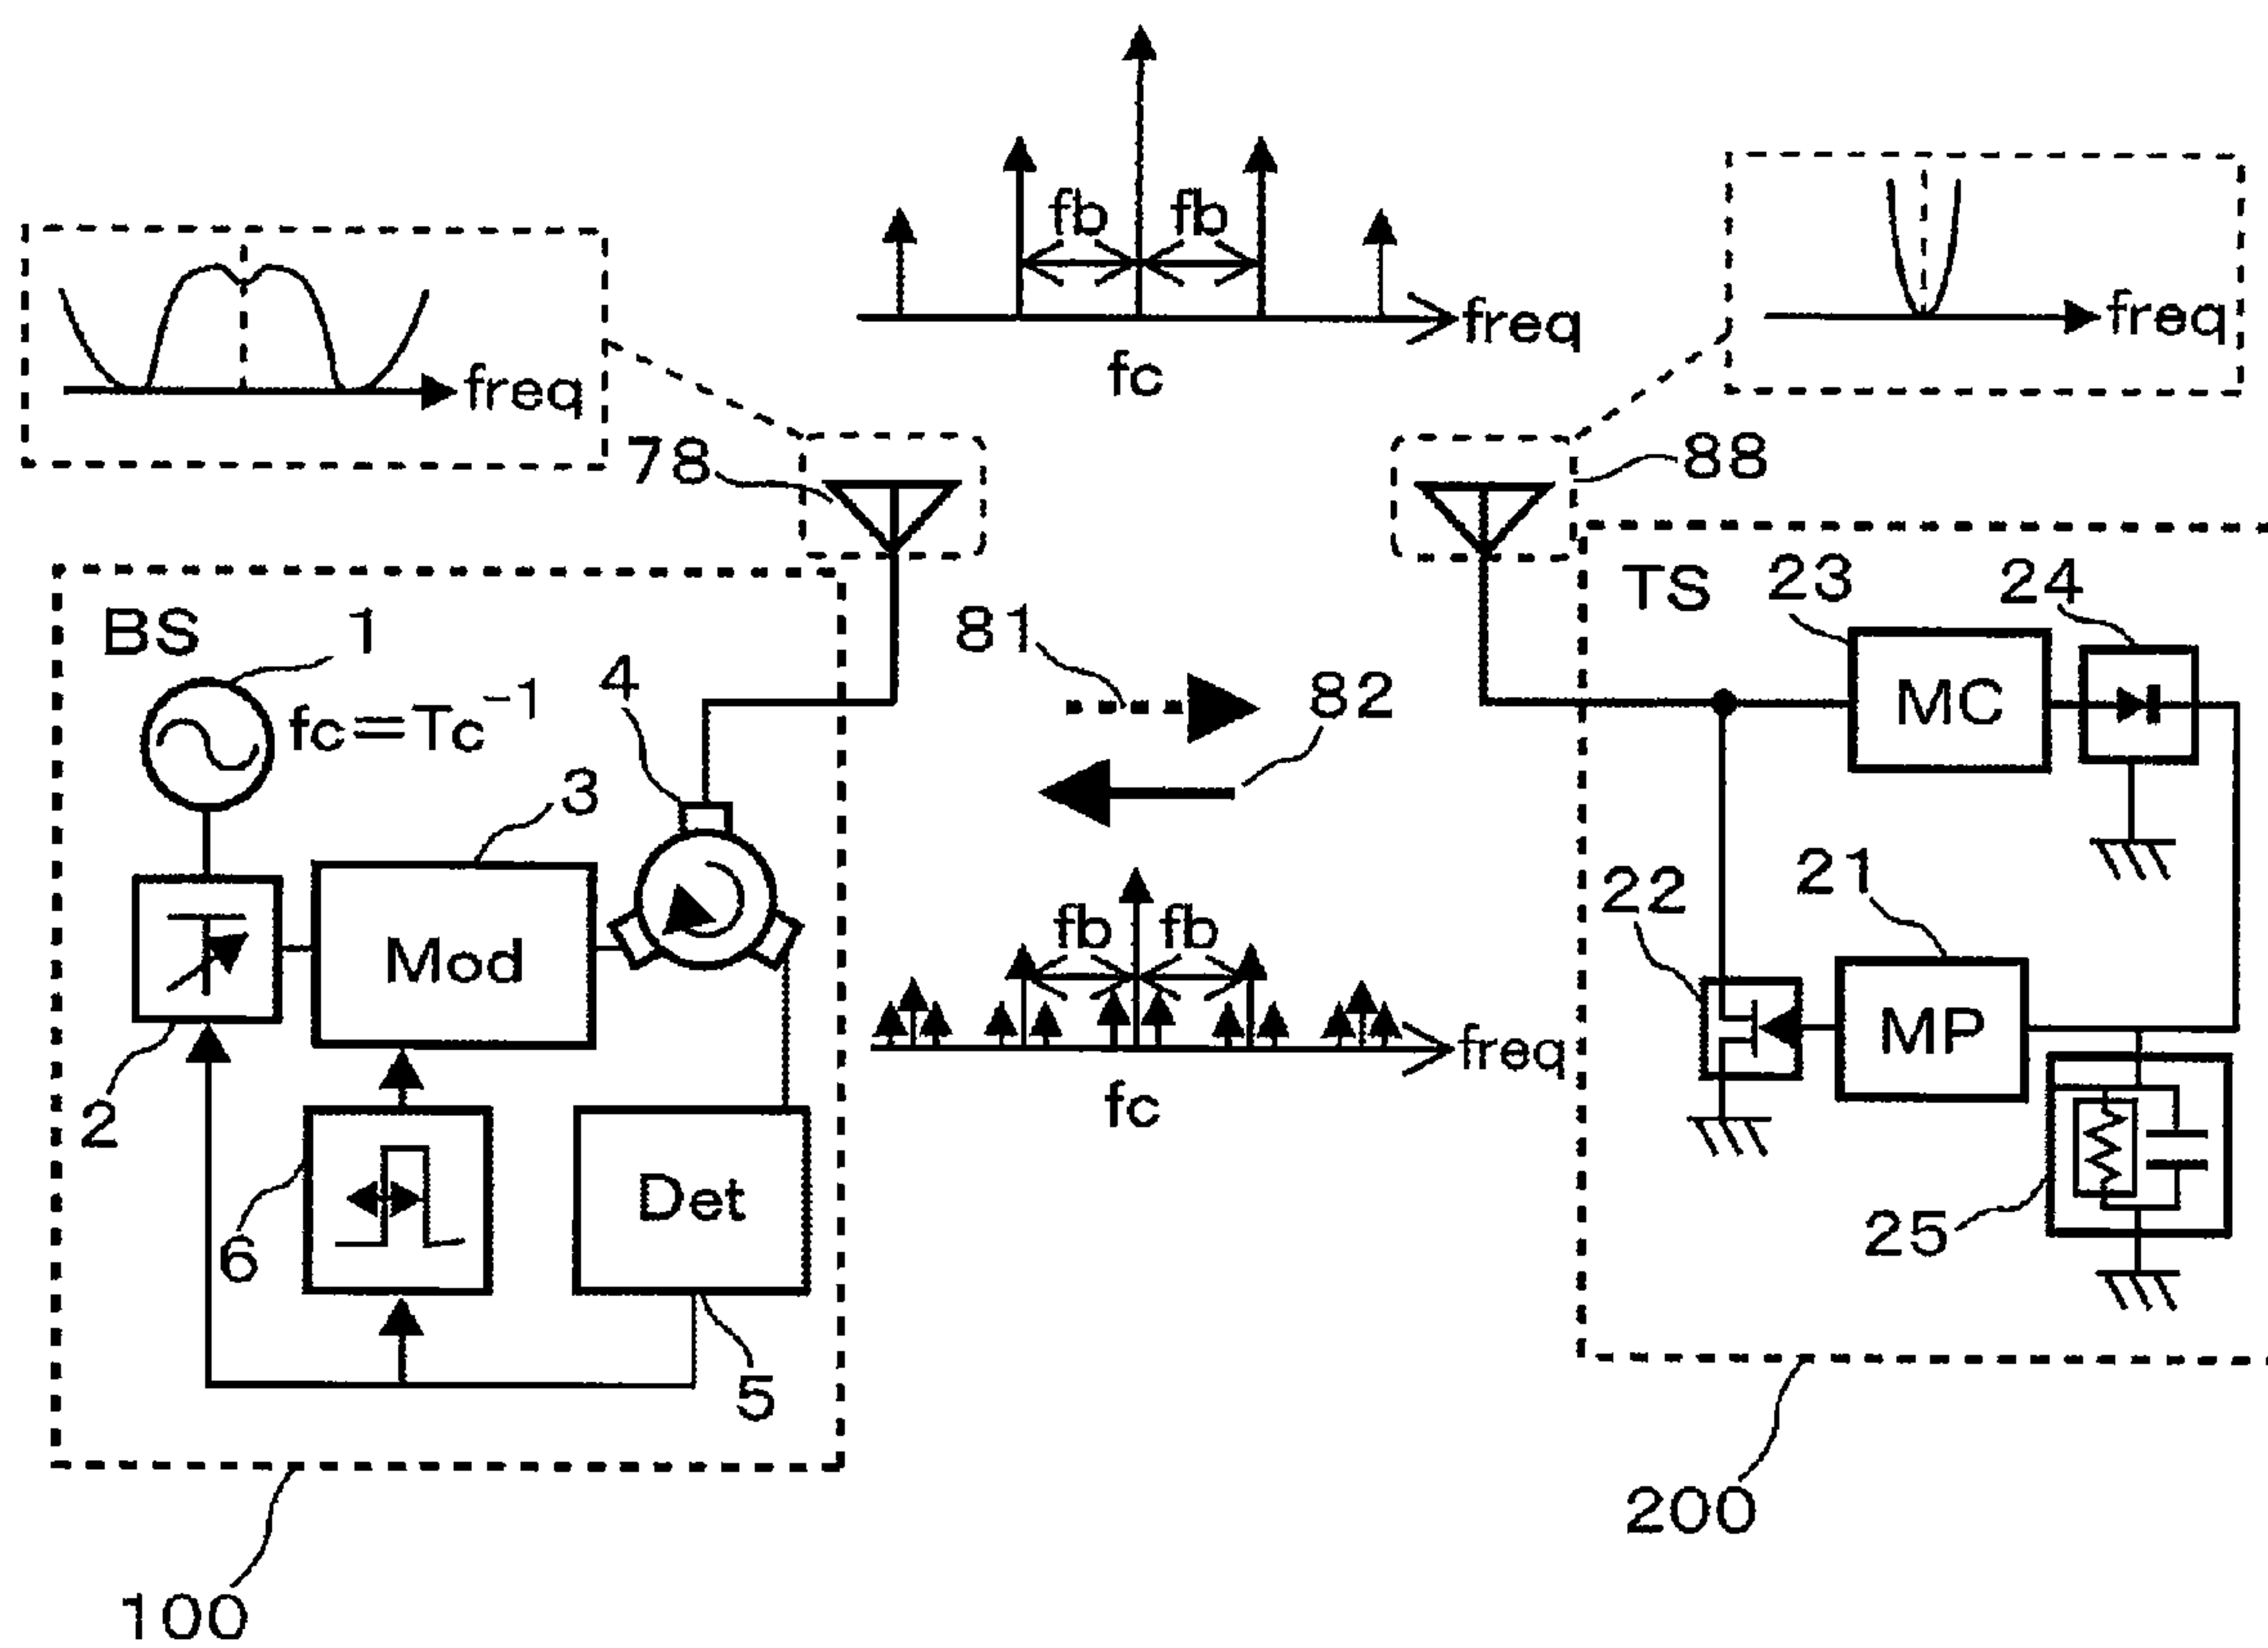 fb fb
freq
fc
freq
freq
78
88
BS
1
fc=Tc⁻¹
4
3
Mod
2
6
Det
5
100
81
82
fb fb
freq
fc
TS
23
24
MC
22
21
MP
25
200